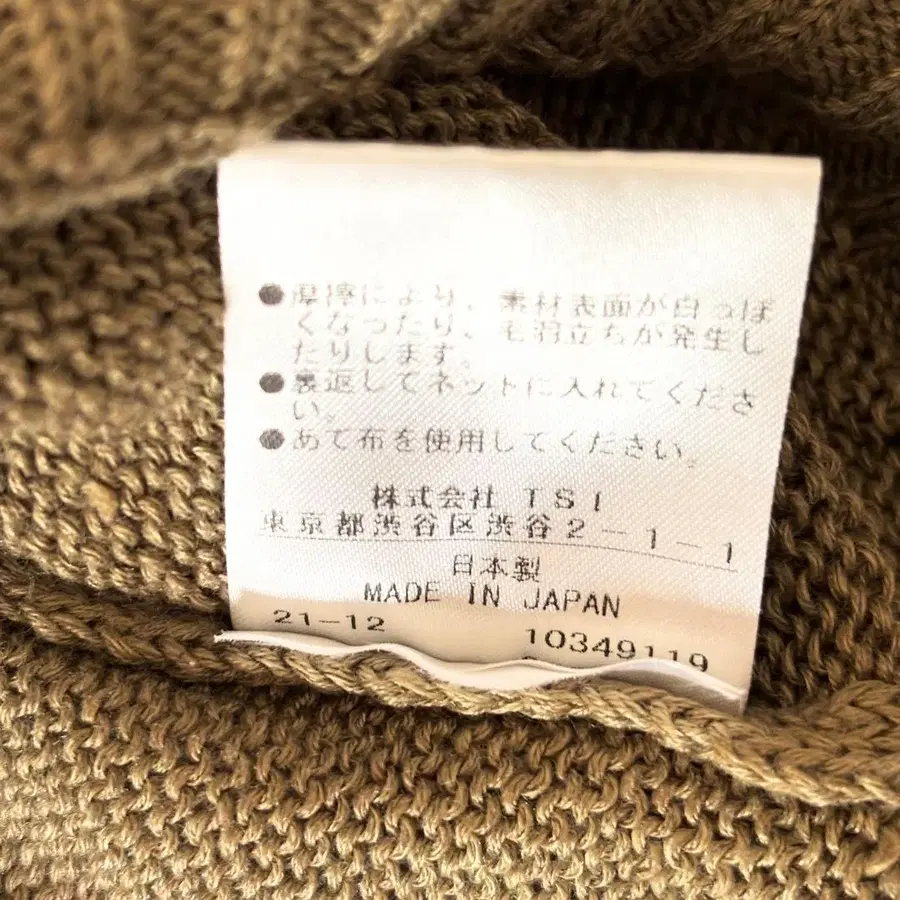 ●摩擦により、素材表面が白っぽ
くなったり、毛羽立ちが発生し
たりします。
●裏返してネットに入れてくださ
い。
●あて布を使用してください。
株式会社 TSI
東京都渋谷区渋谷2-1-1
日本製
MADE IN JAPAN
21-12
10349119